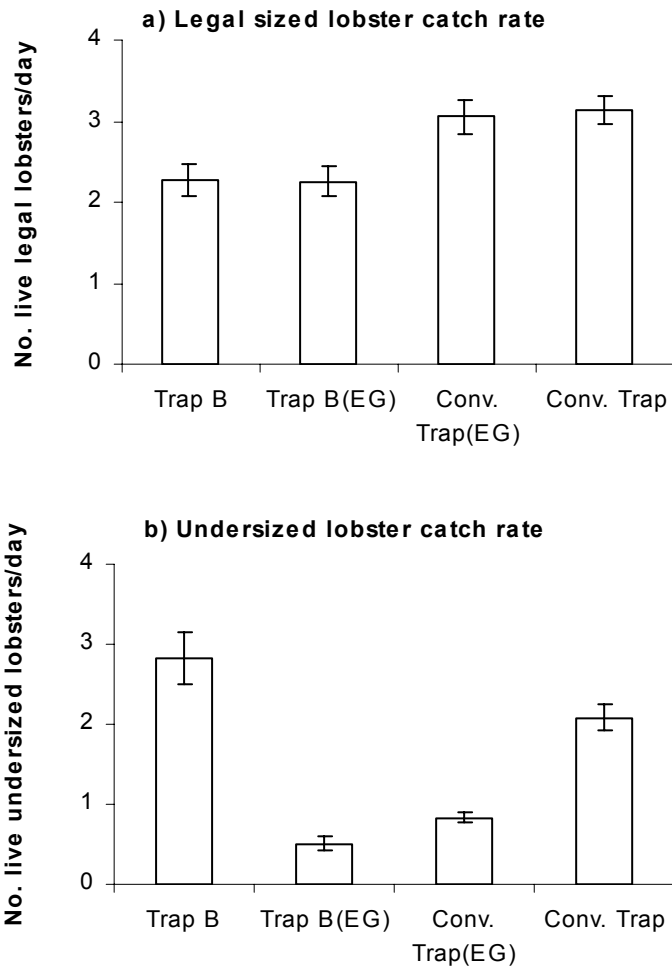 a) Legal sized lobster catch rate
No. live legal lobsters/day
4
3
2
1
0
Trap B
Trap B(EG)
Conv.
Trap(EG)
Conv. Trap
b) Undersized lobster catch rate
No. live undersized lobsters/day
4
3
2
1
0
Trap B
Trap B(EG)
Conv.
Trap(EG)
Conv. Trap